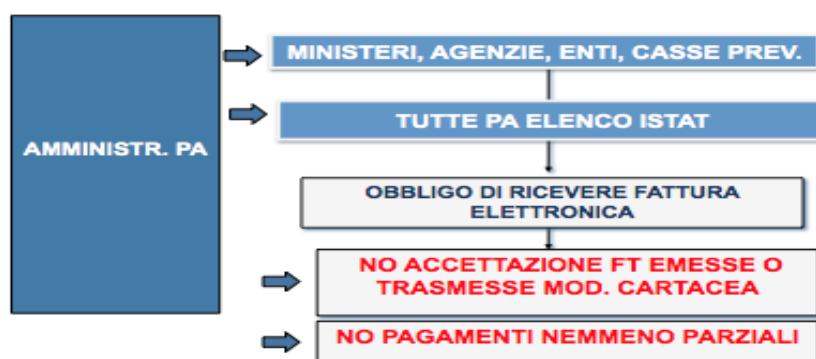 AMMINISTR. PA
MINISTERI, AGENZIE, ENTI, CASSE PREV.
TUTTE PA ELENCO ISTAT
OBBLIGO DI RICEVERE FATTURA
ELETTRONICA
NO ACCETTAZIONE FT EMESSE O
TRASMESSE MOD. CARTACEA
NO PAGAMENTI NEMMENO PARZIALI